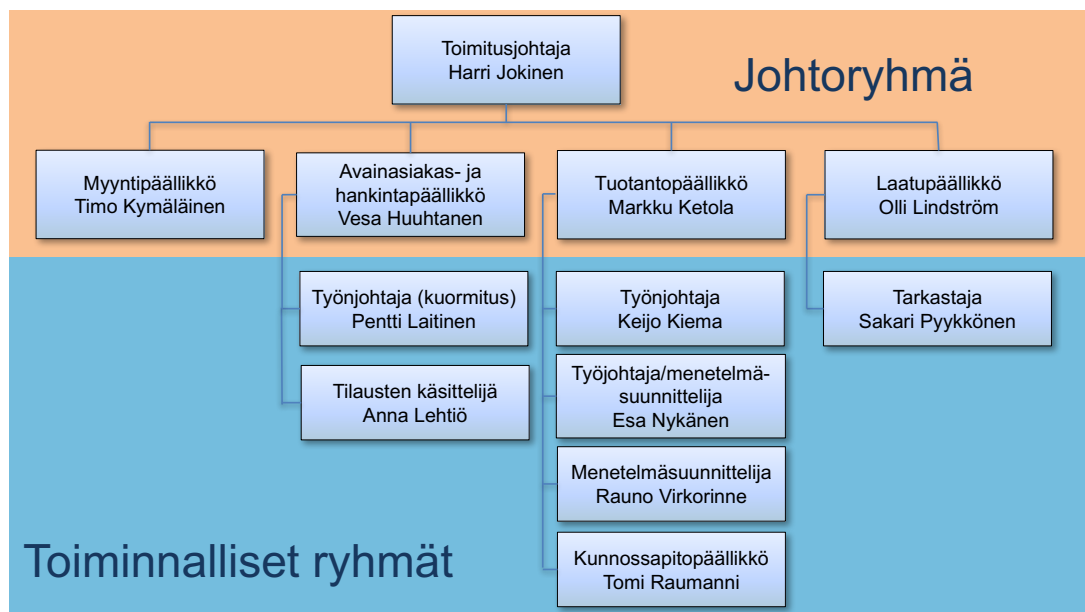 Toimitusjohtaja
Harri Jokinen
Johtoryhmä
Myyntipäällikkö
Timo Kymäläinen
Avainasiakas- ja
hankintapäällikkö
Vesa Huuhtanen
Tuotantopäällikkö
Markku Ketola
Laatupäällikkö
Olli Lindström
Työnjohtaja (kuormitus)
Pentti Laitinen
Työnjohtaja
Keijo Kiema
Tarkastaja
Sakari Pyykkönen
Tilausten käsittelijä
Anna Lehtiö
Työjohtaja/menetelmä-
suunnittelija
Esa Nykänen
Menetelmäsuunnittelija
Rauno Virkorinne
Kunnossapitopäällikkö
Tomi Raumanni
Toiminnalliset ryhmät